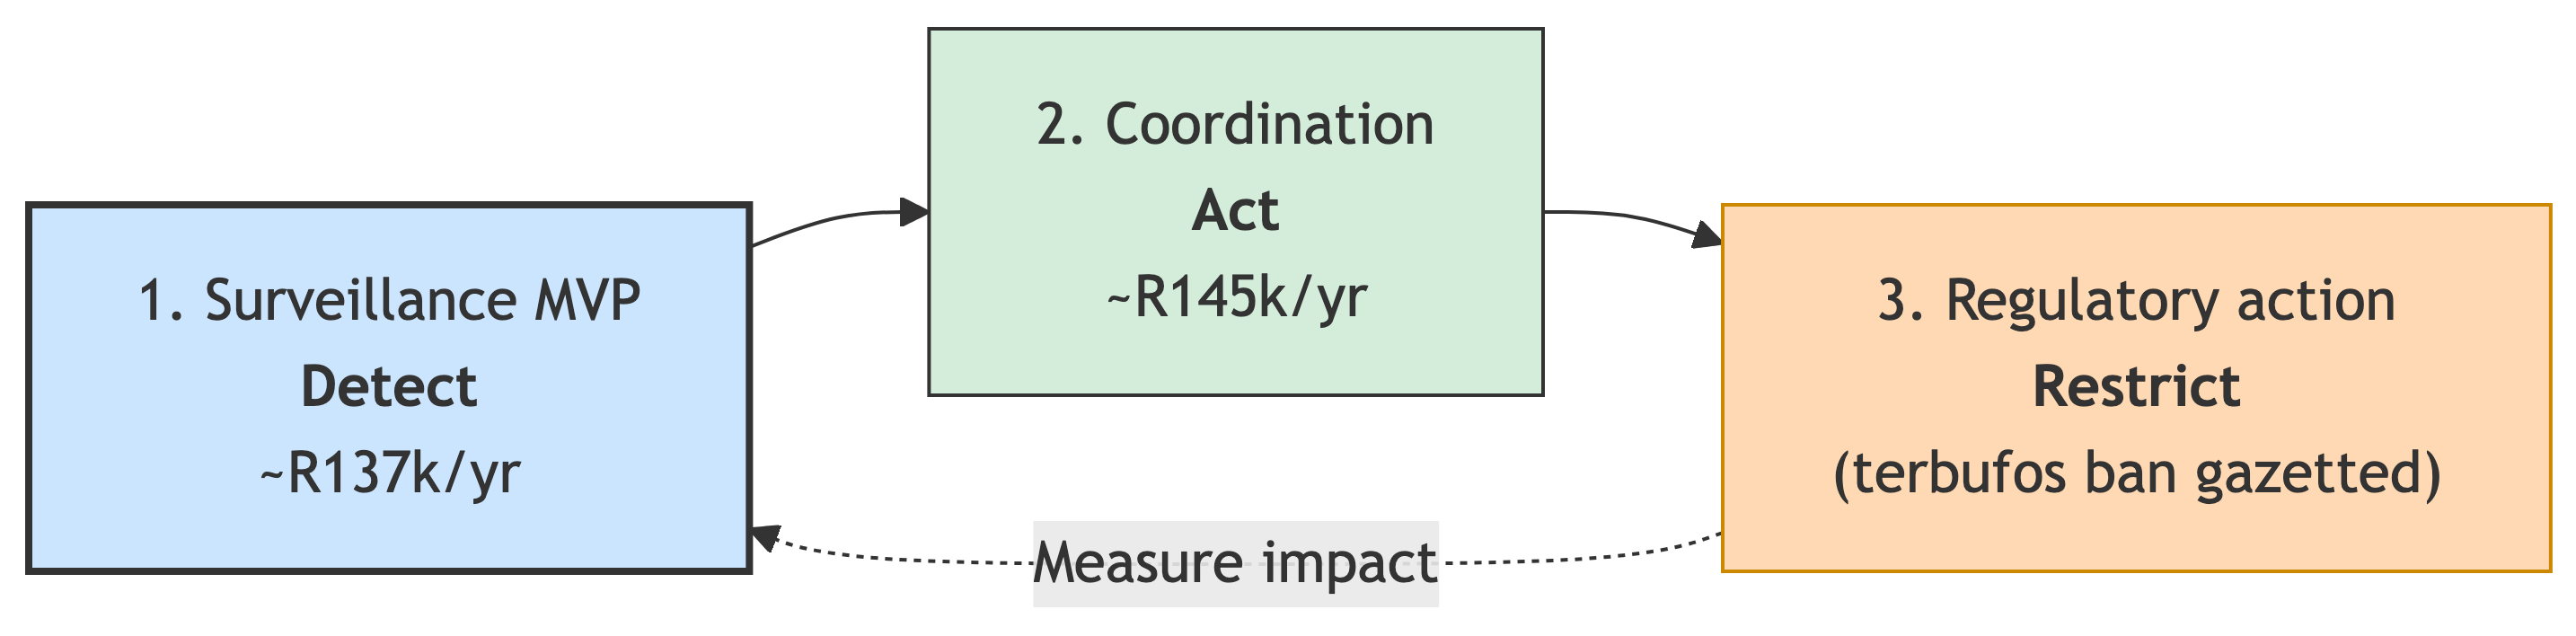 1. Surveillance MVP
Detect
~R137k/yr
2. Coordination
Act
~R145k/yr
3. Regulatory action
Restrict
(terbufos ban gazetted)
Measure impact